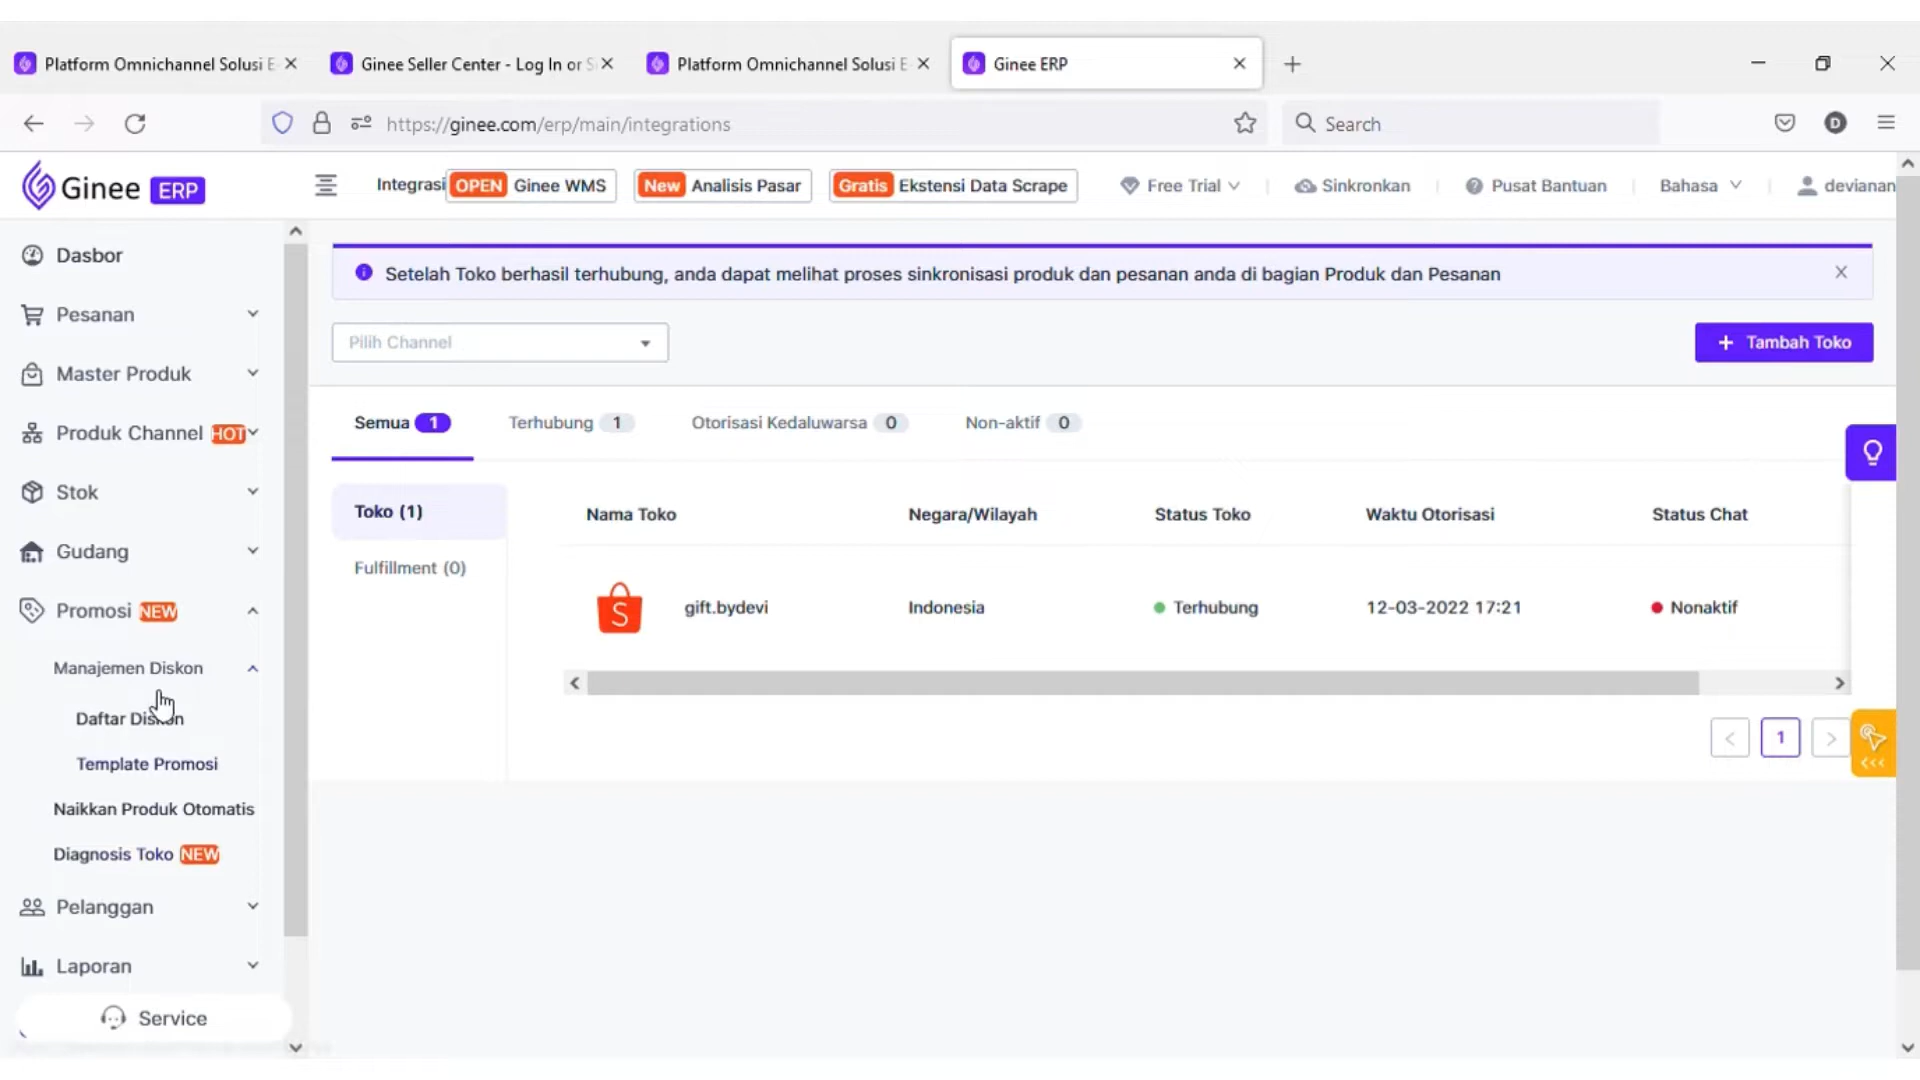 Platform Omnichannel Solusi E
Ginee Seller Center - Log In or S
Platform Omnichannel Solusi E
Ginee ERP
https://ginee.com/erp/main/integrations
Search
D
Ginee ERP
Integrasi
OPEN Ginee WMS
New Analisis Pasar
Gratis Ekstensi Data Scrape
Free Trial
Sinkronkan
Pusat Bantuan
Bahasa
devianan
Dasbor
Pesanan
Master Produk
Produk Channel HOT
Stok
Gudang
Promosi NEW
Manajemen Diskon
Daftar Diskon
Template Promosi
Naikkan Produk Otomatis
Diagnosis Toko NEW
Pelanggan
Laporan
Service
Setelah Toko berhasil terhubung, anda dapat melihat proses sinkronisasi produk dan pesanan anda di bagian Produk dan Pesanan
Pilih Channel
+ Tambah Toko
Semua 1
Terhubung 1
Otorisasi Kedaluwarsa 0
Non-aktif 0
Toko (1)
Fulfillment (0)
Nama Toko Negara/Wilayah Status Toko Waktu Otorisasi Status Chat
S gift.bydevi Indonesia Terhubung 12-03-2022 17:21 Nonaktif
< 1 >
<<<